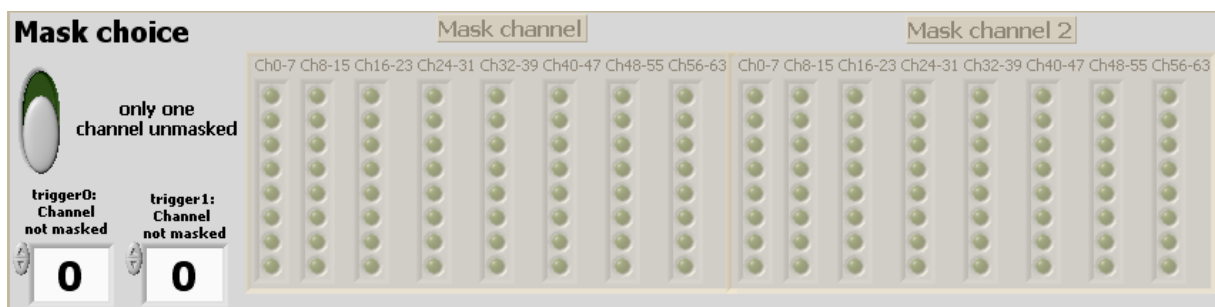 Mask choice
Mask channel
Mask channel 2
Ch0-7 Ch8-15 Ch16-23 Ch24-31 Ch32-39 Ch40-47 Ch48-55 Ch56-63
Ch0-7 Ch8-15 Ch16-23 Ch24-31 Ch32-39 Ch40-47 Ch48-55 Ch56-63
only one
channel unmasked
trigger0:
Channel
not masked
0
trigger1:
Channel
not masked
0